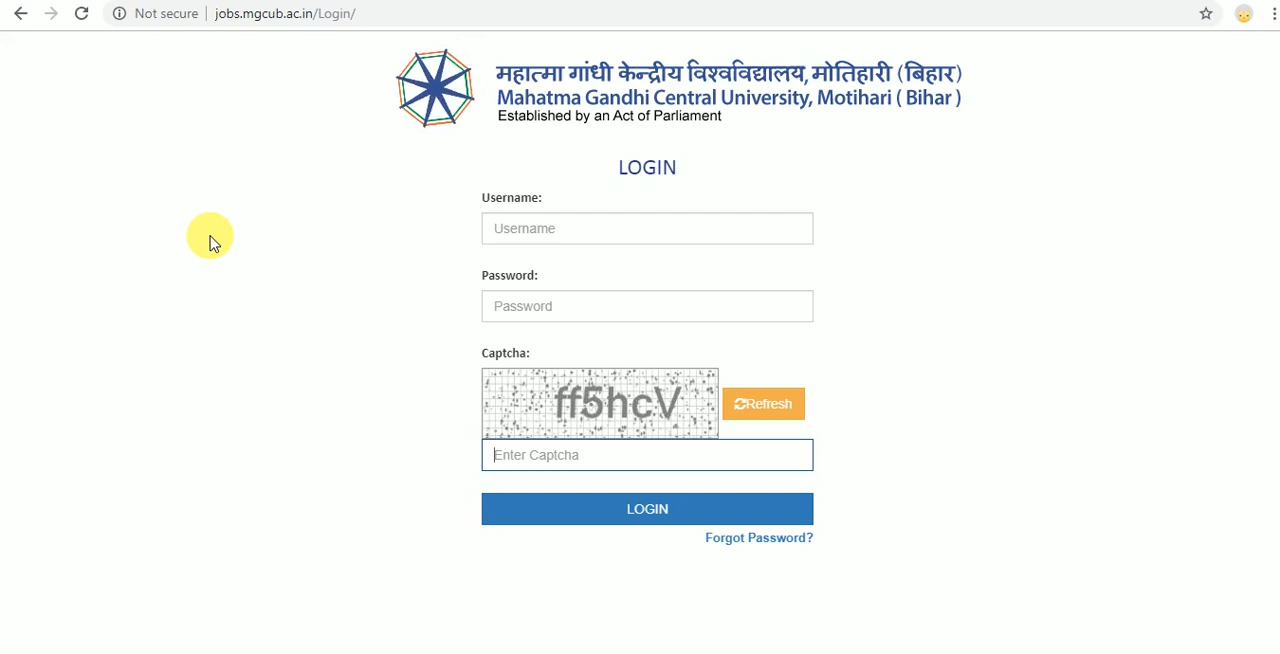 Not secure | jobs.mgcub.ac.in/Login/
महात्मा गांधी केन्द्रीय विश्वविद्यालय, मोतिहारी (बिहार)
Mahatma Gandhi Central University, Motihari ( Bihar )
Established by an Act of Parliament
LOGIN
Username:
Username
Password:
Password
Captcha:
ff5hcV
Refresh
Enter Captcha
LOGIN
Forgot Password?